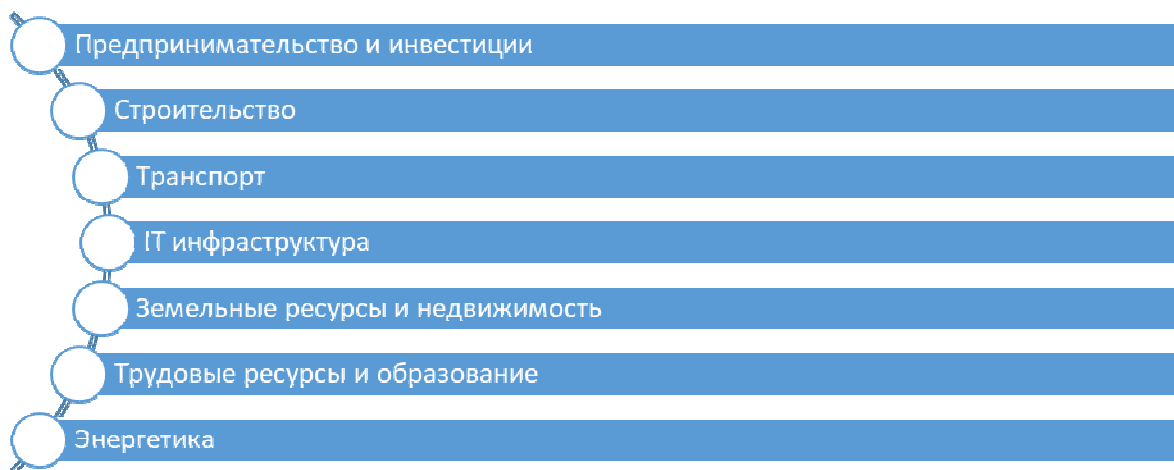 Предпринимательство и инвестиции
Строительство
Транспорт
IT инфраструктура
Земельные ресурсы и недвижимость
Трудовые ресурсы и образование
Энергетика